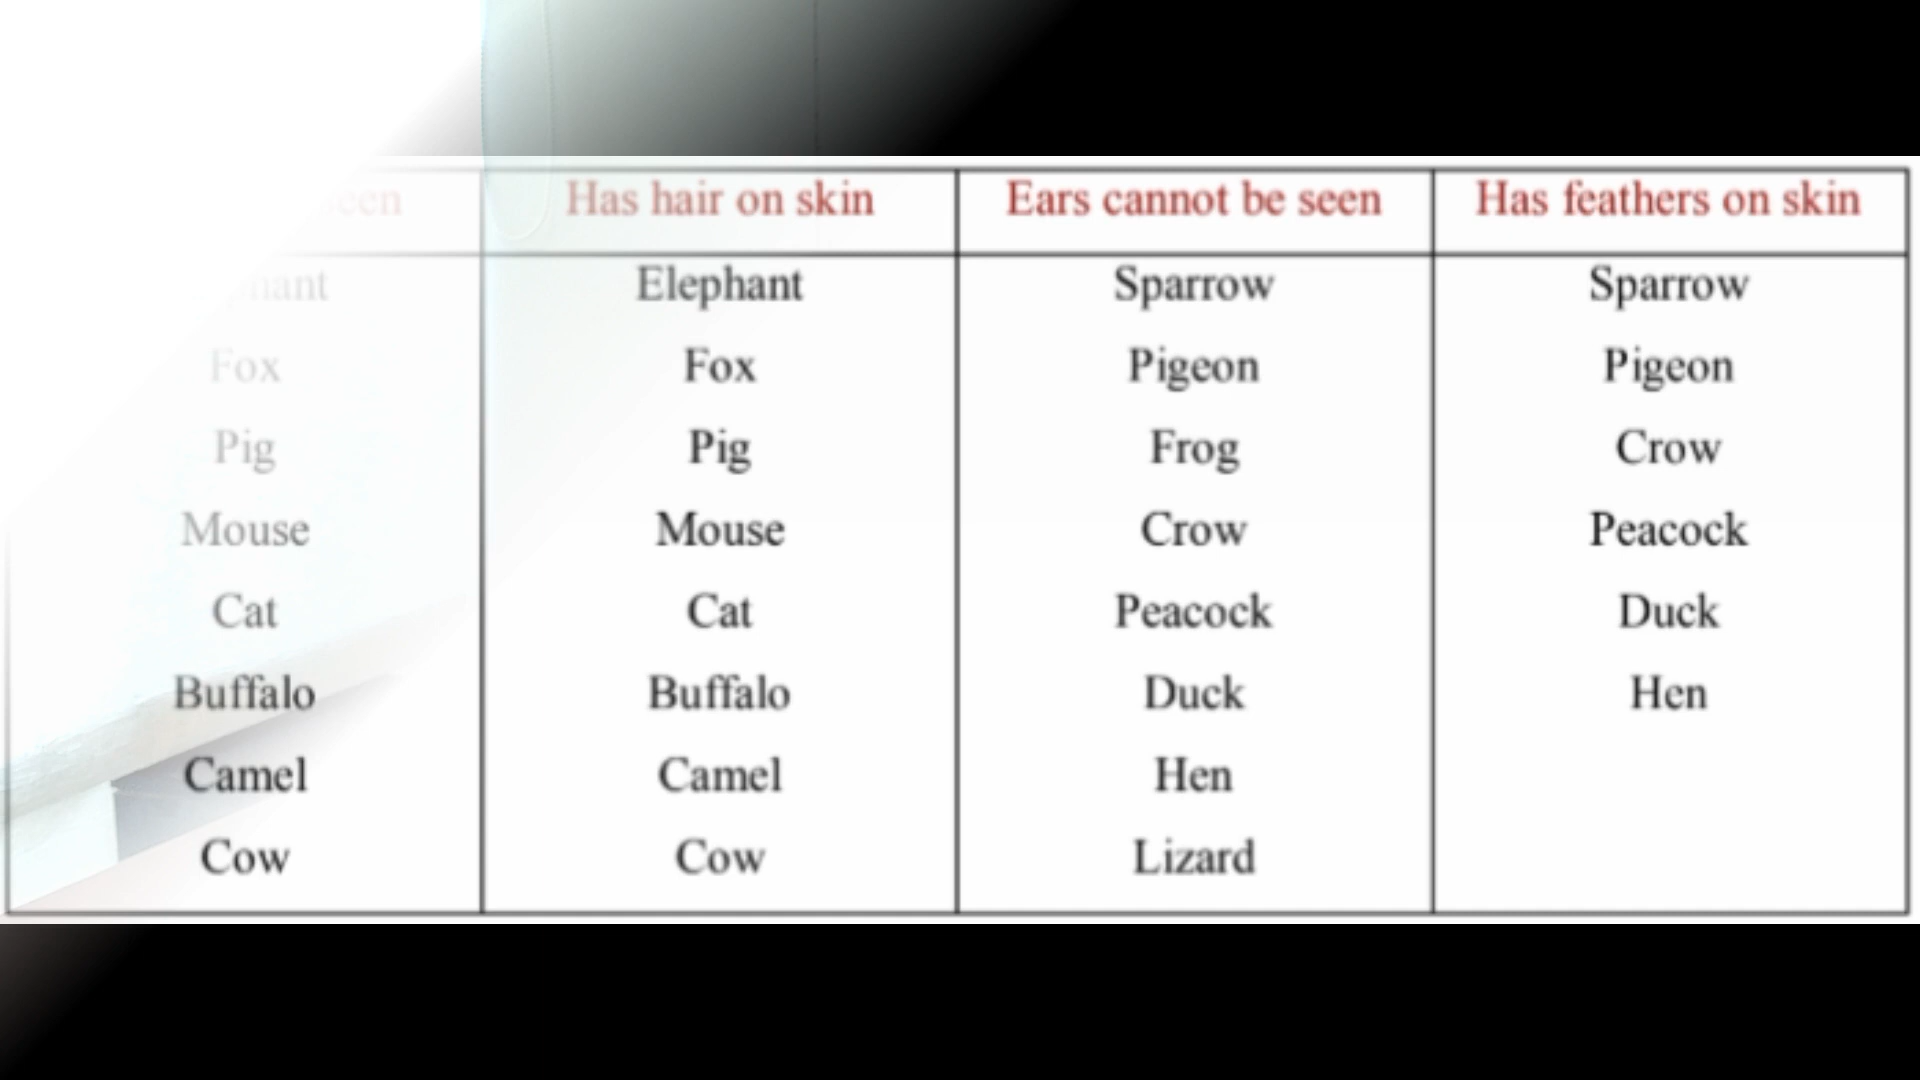 seen Has hair on skin Ears cannot be seen Has feathers on skin
Elephant Sparrow Sparrow
Fox Fox Pigeon Pigeon
Pig Pig Frog Crow
Mouse Mouse Crow Peacock
Cat Cat Peacock Duck
Buffalo Buffalo Duck Hen
Camel Camel Hen
Cow Cow Lizard